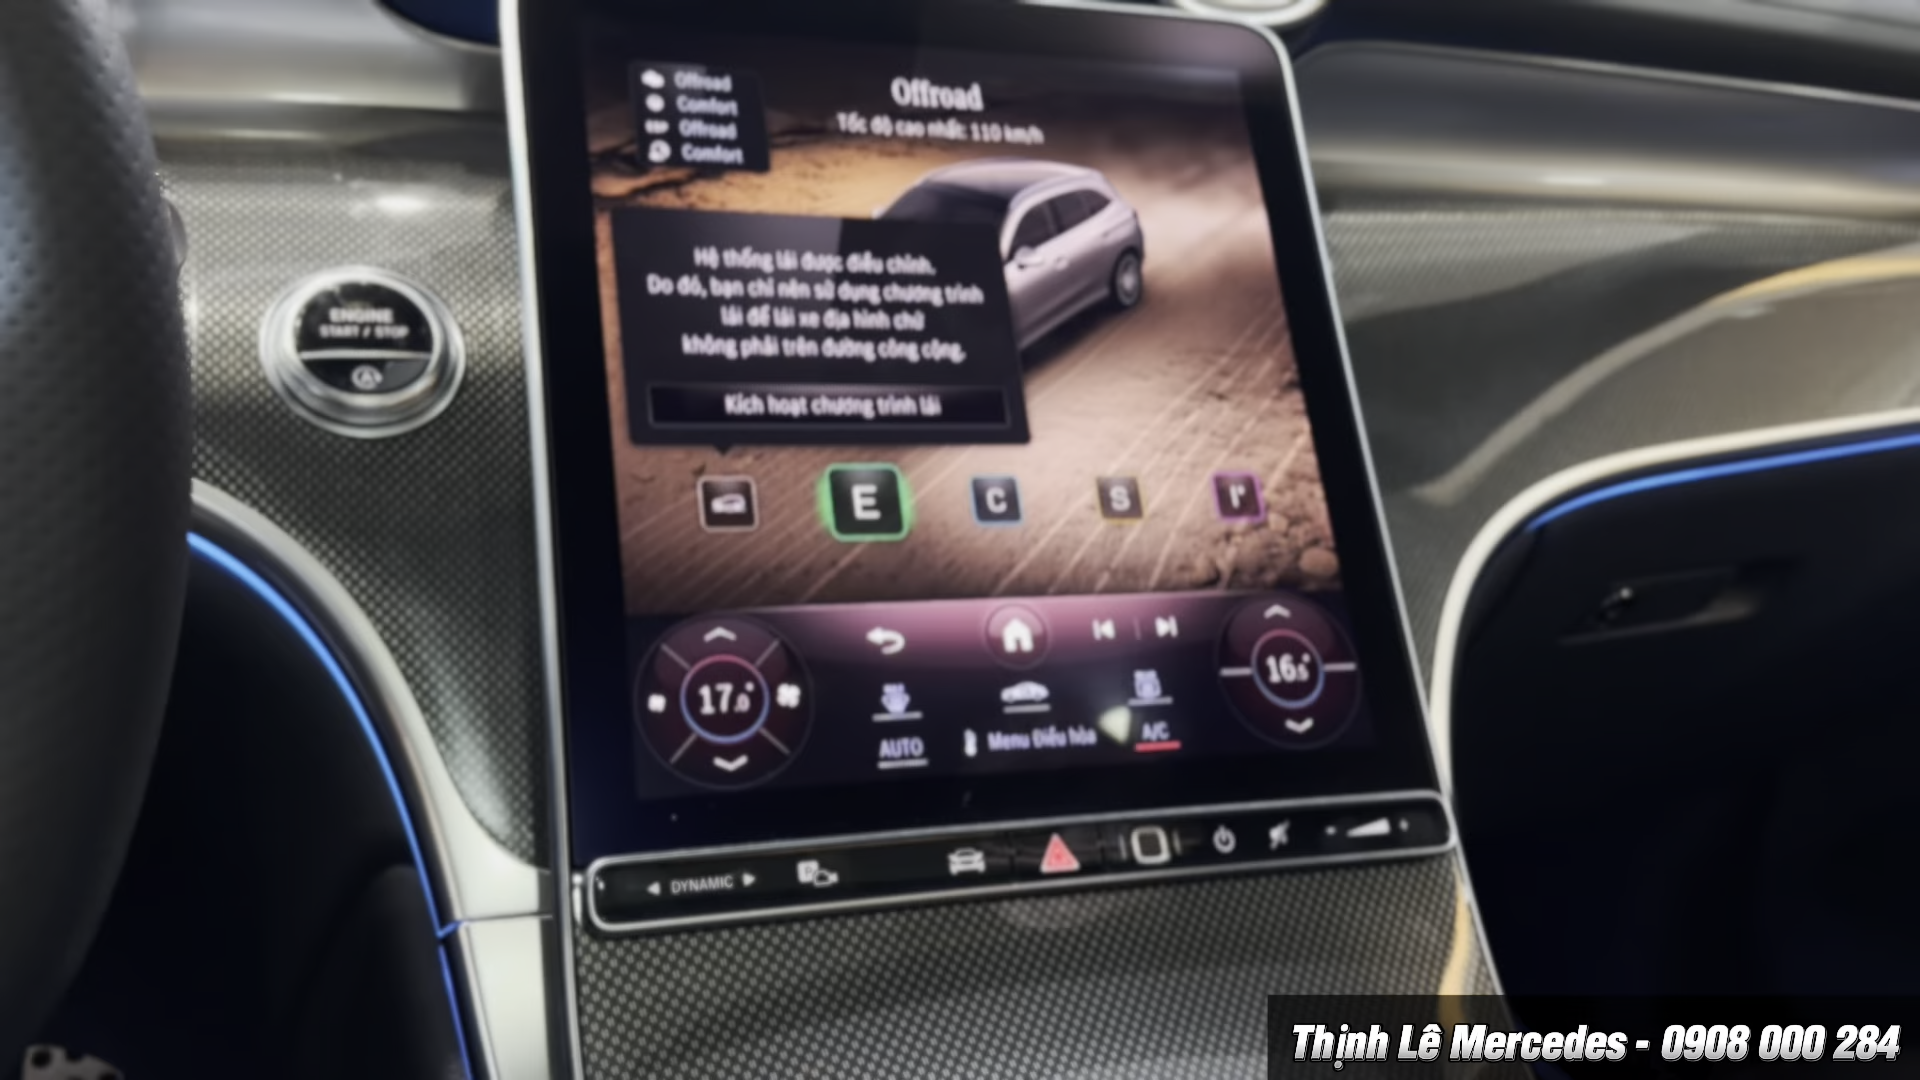 Offroad
Comfort
Offroad
Comfort
Offroad
Tốc độ cao nhất: 110 km/h
Hệ thống lái được điều chỉnh.
Do đó, bạn chỉ nên sử dụng chương trình
lái để lái xe địa hình chứ
không phải trên đường công cộng.
Kích hoạt chương trình lái
ENGINE
START / STOP
E C S I
17.0°
16.5°
AUTO
Menu Điều hòa
A/C
DYNAMIC
Thịnh Lê Mercedes - 0908 000 284